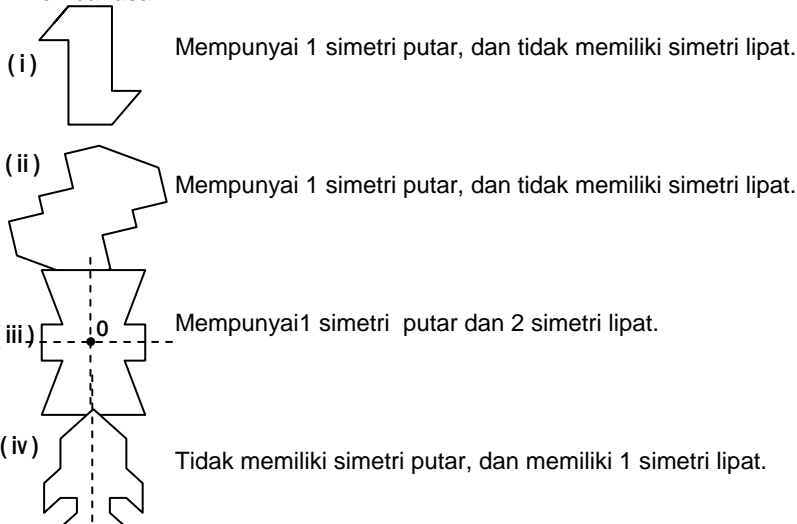 (i) Mempunyai 1 simetri putar, dan tidak memiliki simetri lipat.
(ii) Mempunyai 1 simetri putar, dan tidak memiliki simetri lipat.
iii) 0 Mempunyai1 simetri putar dan 2 simetri lipat.
(iv) Tidak memiliki simetri putar, dan memiliki 1 simetri lipat.